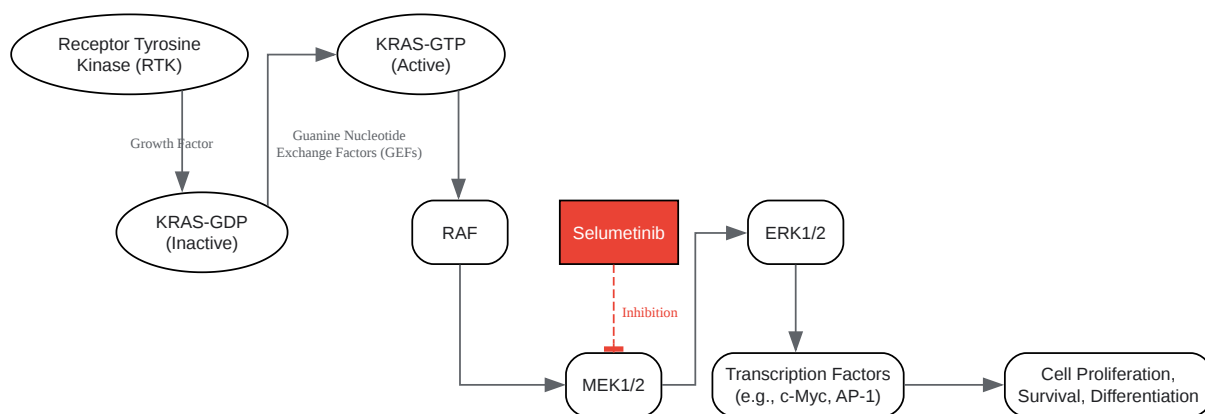 Receptor Tyrosine
Kinase (RTK)
KRAS-GTP
(Active)
Growth Factor
Guanine Nucleotide
Exchange Factors (GEFs)
KRAS-GDP
(Inactive)
RAF
Selumetinib
ERK1/2
Inhibition
MEK1/2
Transcription Factors
(e.g., c-Myc, AP-1)
Cell Proliferation,
Survival, Differentiation